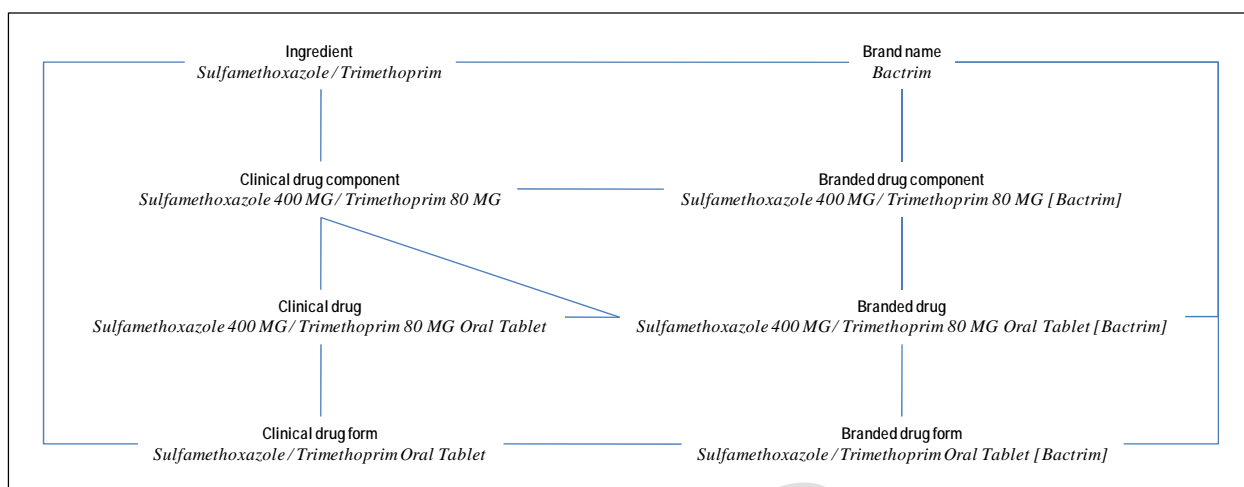 Ingredient
Sulfamethoxazole / Trimethoprim
Brand name
Bactrim
Clinical drug component
Sulfamethoxazole 400 MG / Trimethoprim 80 MG
Branded drug component
Sulfamethoxazole 400 MG / Trimethoprim 80 MG [Bactrim]
Clinical drug
Sulfamethoxazole 400 MG / Trimethoprim 80 MG Oral Tablet
Branded drug
Sulfamethoxazole 400 MG / Trimethoprim 80 MG Oral Tablet [Bactrim]
Clinical drug form
Sulfamethoxazole / Trimethoprim Oral Tablet
Branded drug form
Sulfamethoxazole / Trimethoprim Oral Tablet [Bactrim]